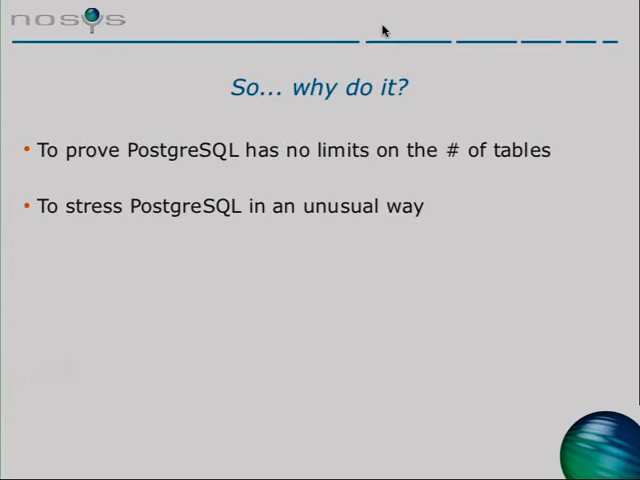 nosys
So... why do it?
• To prove PostgreSQL has no limits on the # of tables
• To stress PostgreSQL in an unusual way